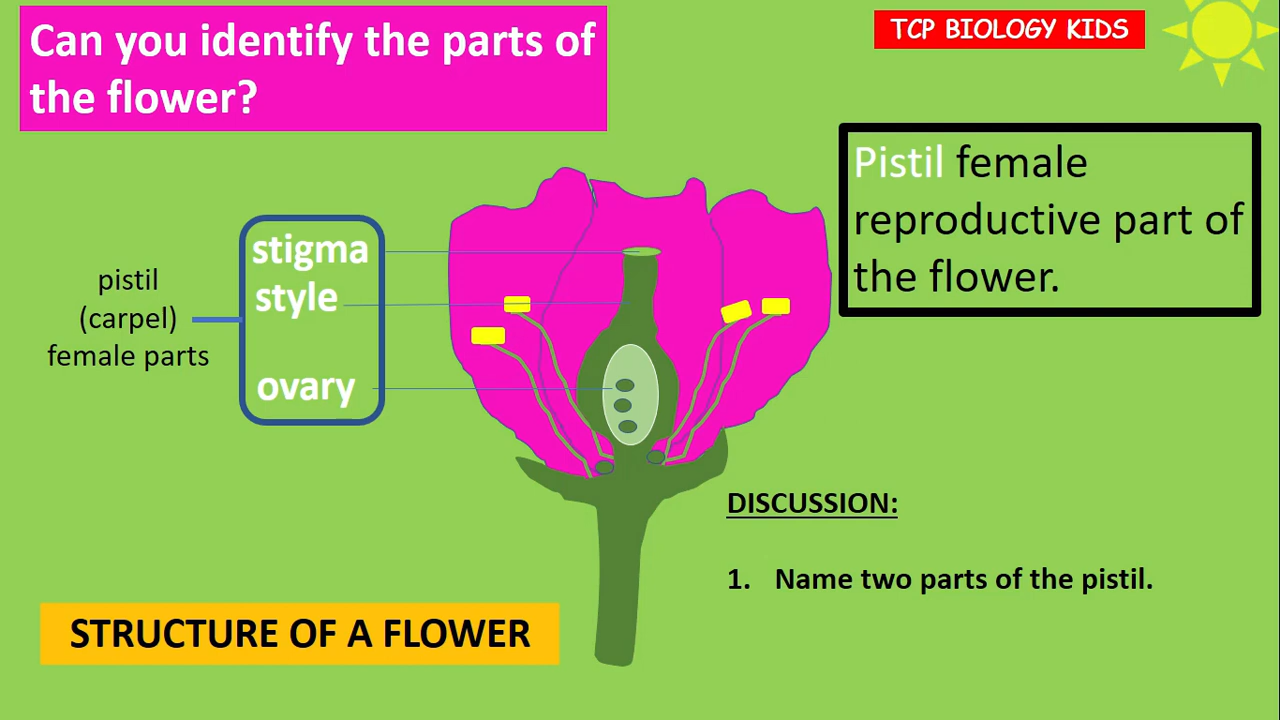 Can you identify the parts of
the flower?
TCP BIOLOGY KIDS
Pistil female
reproductive part of
the flower.
stigma
style
ovary
pistil
(carpel)
female parts
DISCUSSION:
1. Name two parts of the pistil.
STRUCTURE OF A FLOWER